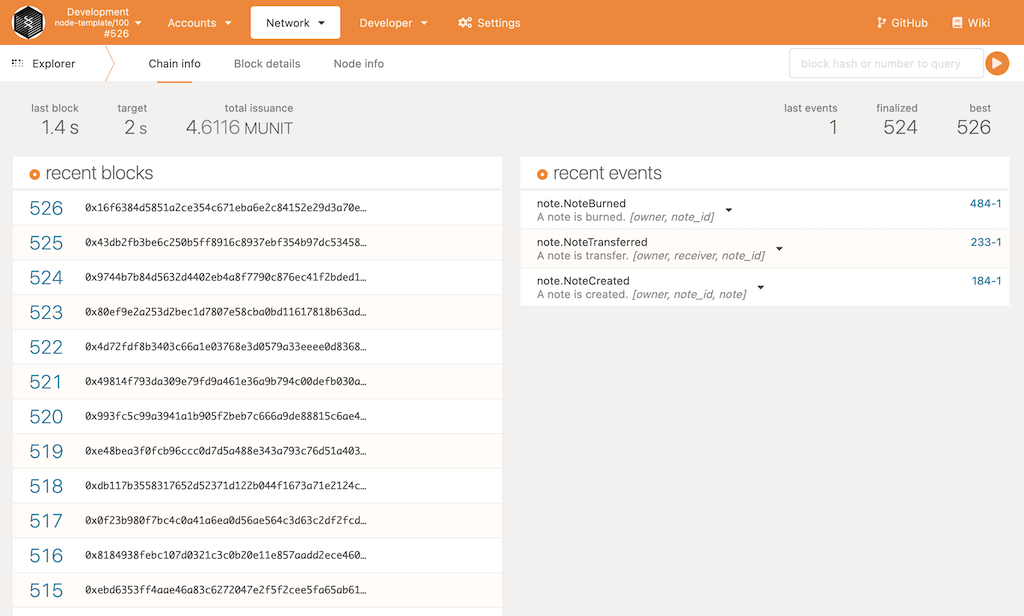 Development
node-template/100
#526
Accounts
Network
Developer
Settings
GitHub
Wiki
Explorer
Chain info
Block details
Node info
block hash or number to query
last block
1.4 s
target
2 s
total issuance
4.6116 MUNIT
last events
1
finalized
524
best
526
recent blocks
526 0x16f6384d5851a2ce354c671eba6e2c84152e29d3a70e…
525 0x43db2fb3be6c250b5ff8916c8937ebf354b97dc53458…
524 0x9744b7b84d5632d4402eb4a8f7790c876ec41f2bded1…
523 0x80ef9e2a253d2bec1d7807e58cba0bd11617818b63ad…
522 0x4d72fdf8b3403c66a1e03768e3d0579a33eeee0d8368…
521 0x49814f793da309e79fd9a461e36a9b794c00defb030a…
520 0x993fc5c99a3941a1b905f2beb7c666a9de88815c6ae4…
519 0xe48bea3f0fcb96ccc0d7d5a488e343a793c76d51a403…
518 0xdb117b3558317652d52371d122b044f1673a71e2124c…
517 0x0f23b980f7bc4c0a41a6ea0d56ae564c3d63c2df2fcd…
516 0x8184938febc107d0321c3c0b20e11e857aadd2ece460…
515 0xebd6353ff4aae46a83c6272047e2f5f2cee5fa65ab61…
recent events
note.NoteBurned
A note is burned. [owner, note_id]
484-1
note.NoteTransferred
A note is transfer. [owner, receiver, note_id]
233-1
note.NoteCreated
A note is created. [owner, note_id, note]
184-1